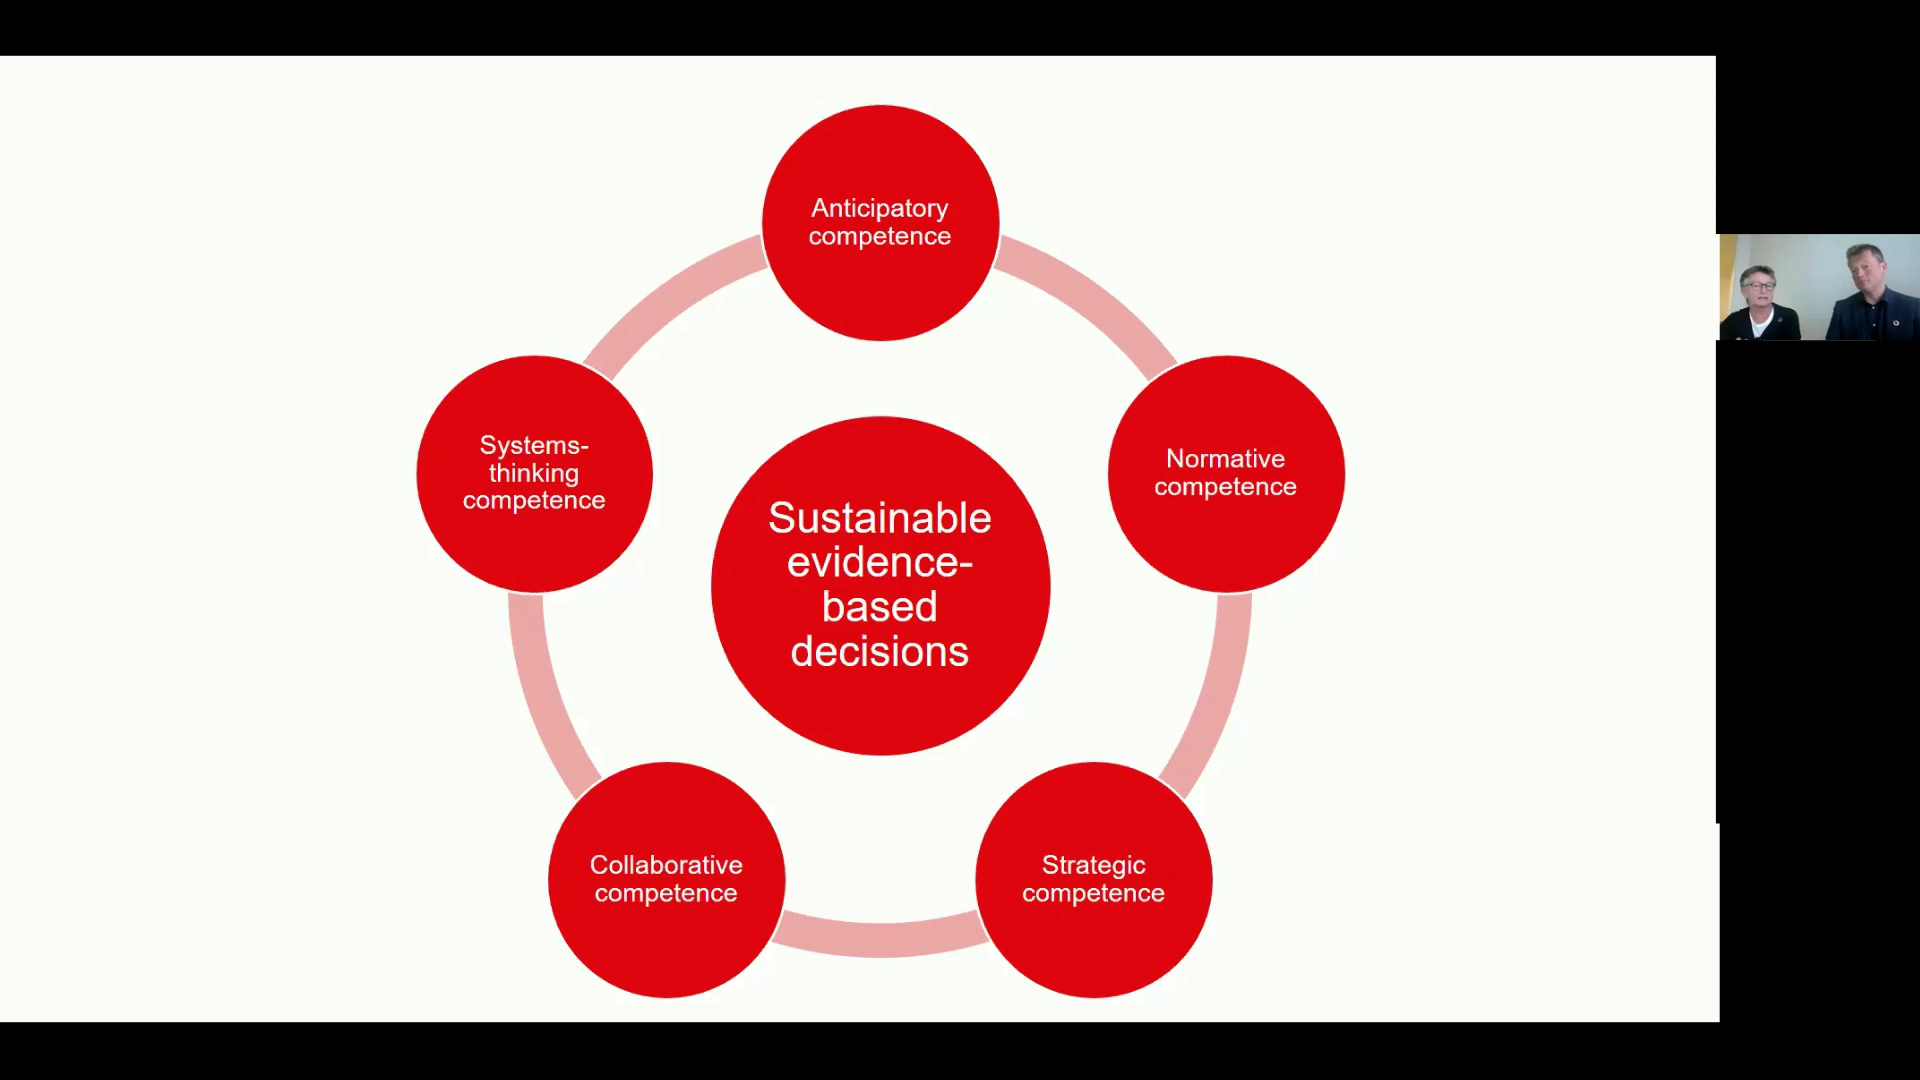 Anticipatory
competence
Systems-
thinking
competence
Normative
competence
Sustainable
evidence-
based
decisions
Collaborative
competence
Strategic
competence